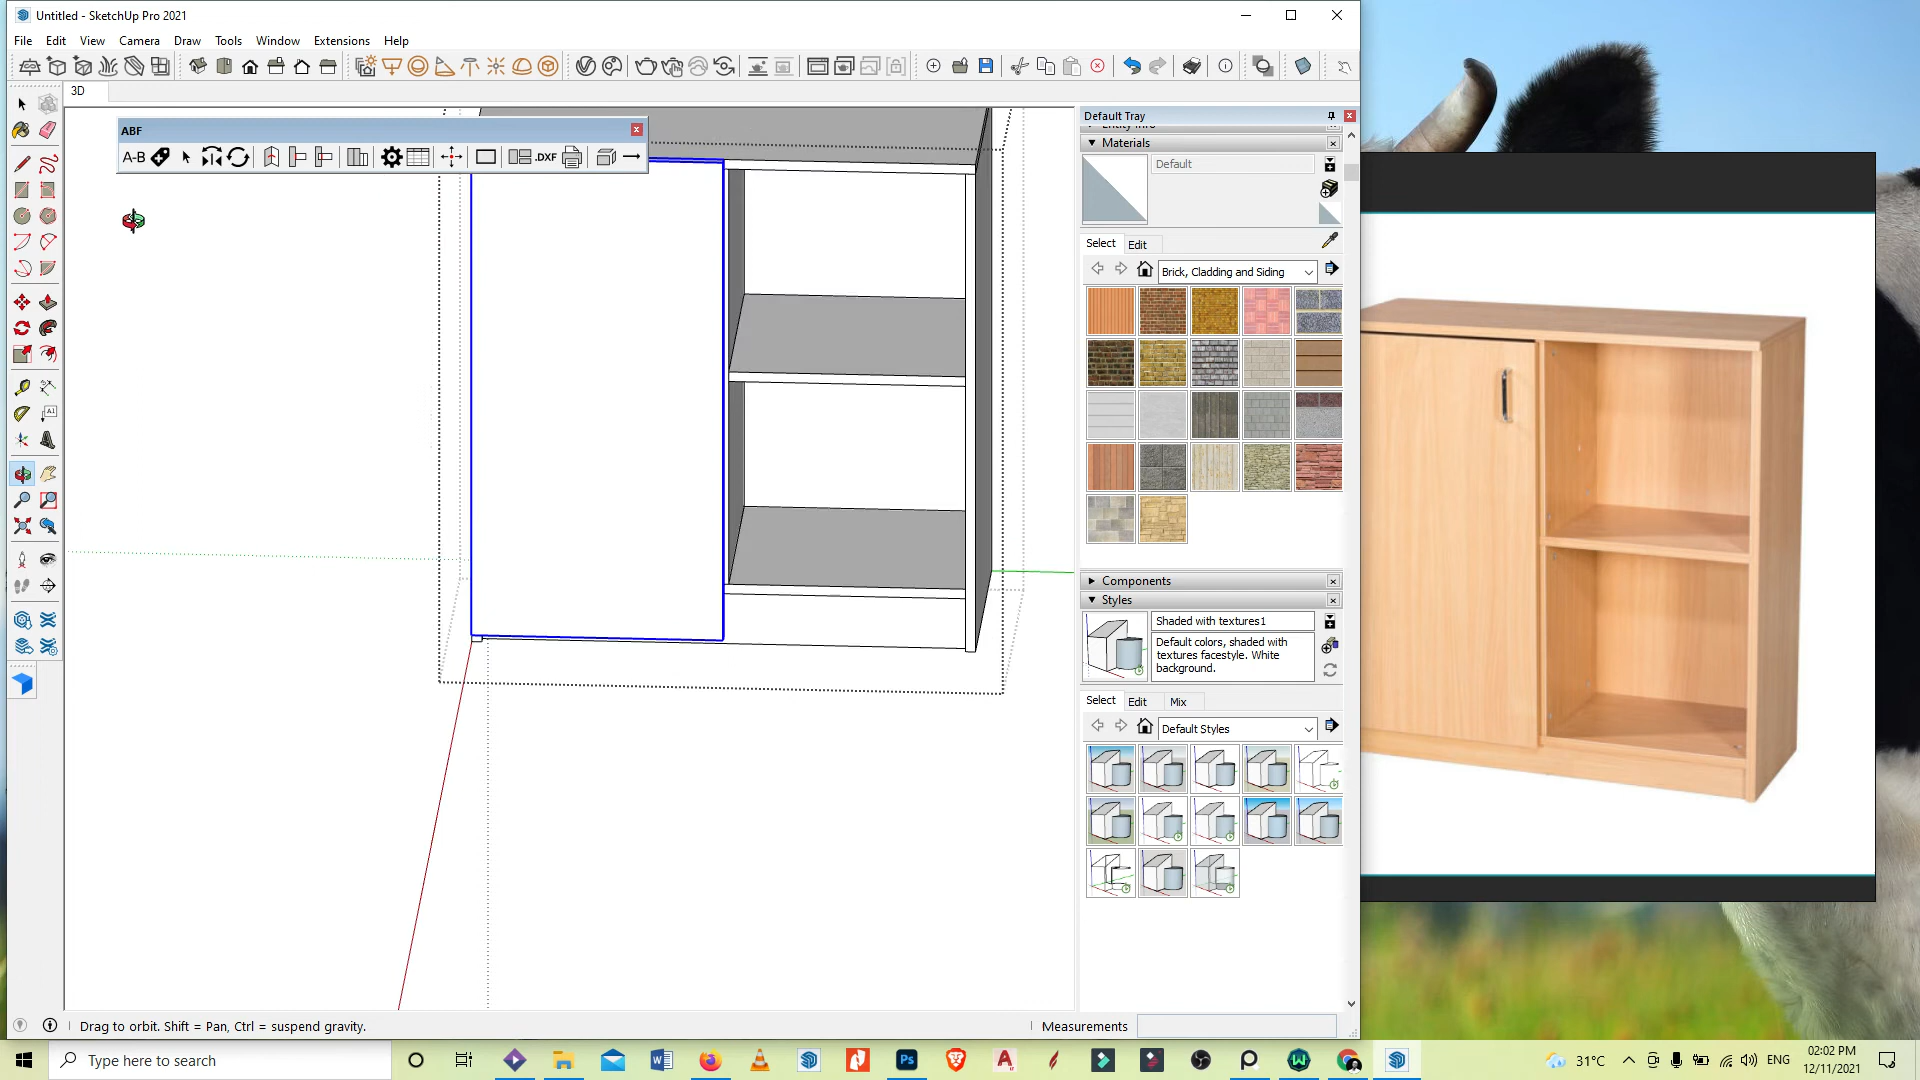 Untitled - SketchUp Pro 2021
File Edit View Camera Draw Tools Window Extensions Help
3D
ABF
A-B
.DXF
A1
Default Tray
Materials
Default
Select Edit
Brick, Cladding and Siding
Components
Styles
Shaded with textures1
Default colors, shaded with
textures facestyle. White
background.
Select Edit Mix
Default Styles
Drag to orbit. Shift = Pan, Ctrl = suspend gravity.
Measurements
Type here to search
31°C
ENG
02:02 PM
12/11/2021